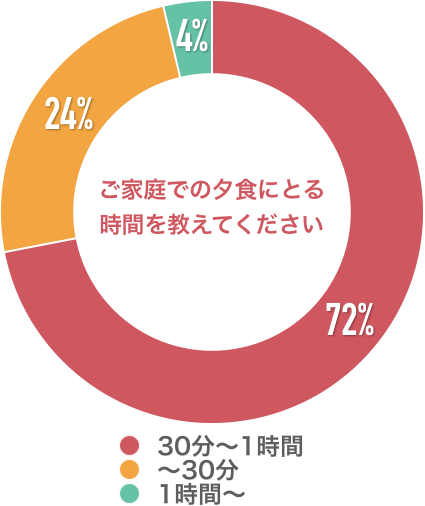 4%
24%
ご家庭での夕食にとる
時間を教えてください
72%
30分〜1時間
〜30分
1時間〜